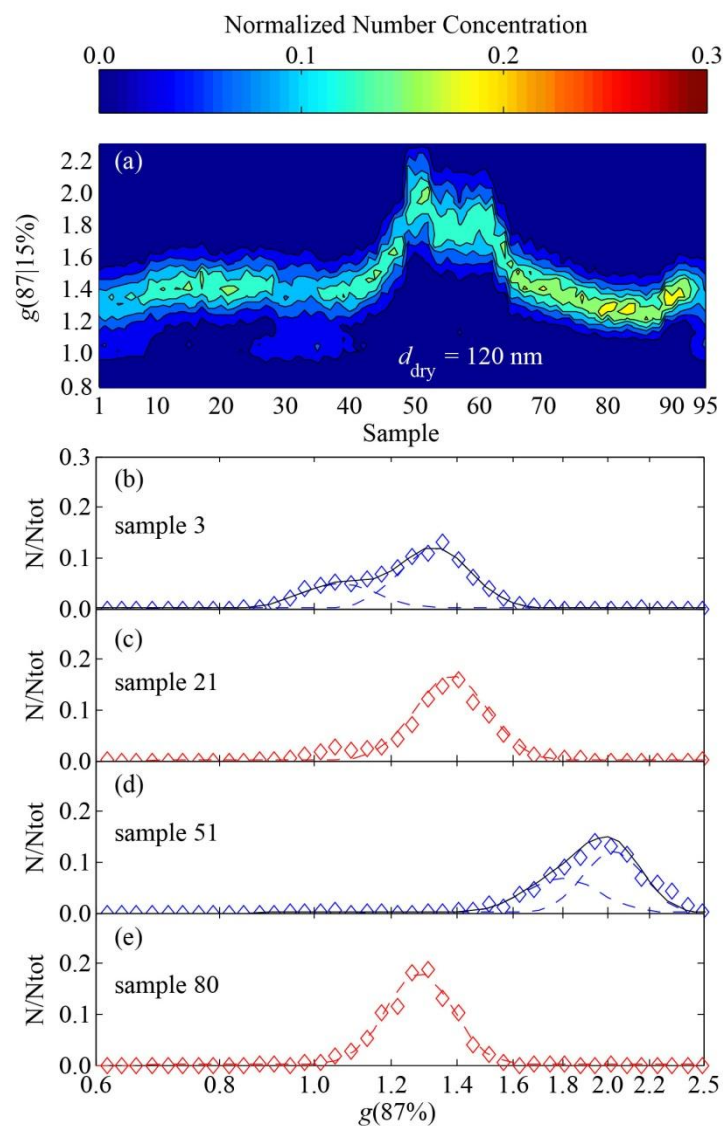 Normalized Number Concentration
0.0 0.1 0.2 0.3
(a)
g(87|15%)
2.2
2.0
1.8
1.6
1.4
1.2
1.0
0.8
d_dry = 120 nm
1 10 20 30 40 50 60 70 80 90 95
Sample
(b)
sample 3
N/Ntot
0.3
0.2
0.1
0.0
(c)
sample 21
N/Ntot
0.2
0.1
0.0
(d)
sample 51
N/Ntot
0.2
0.1
0.0
(e)
sample 80
N/Ntot
0.2
0.1
0.0
0.6 0.8 1.0 1.2 1.4 1.6 1.8 2.0 2.2 2.5
g(87%)